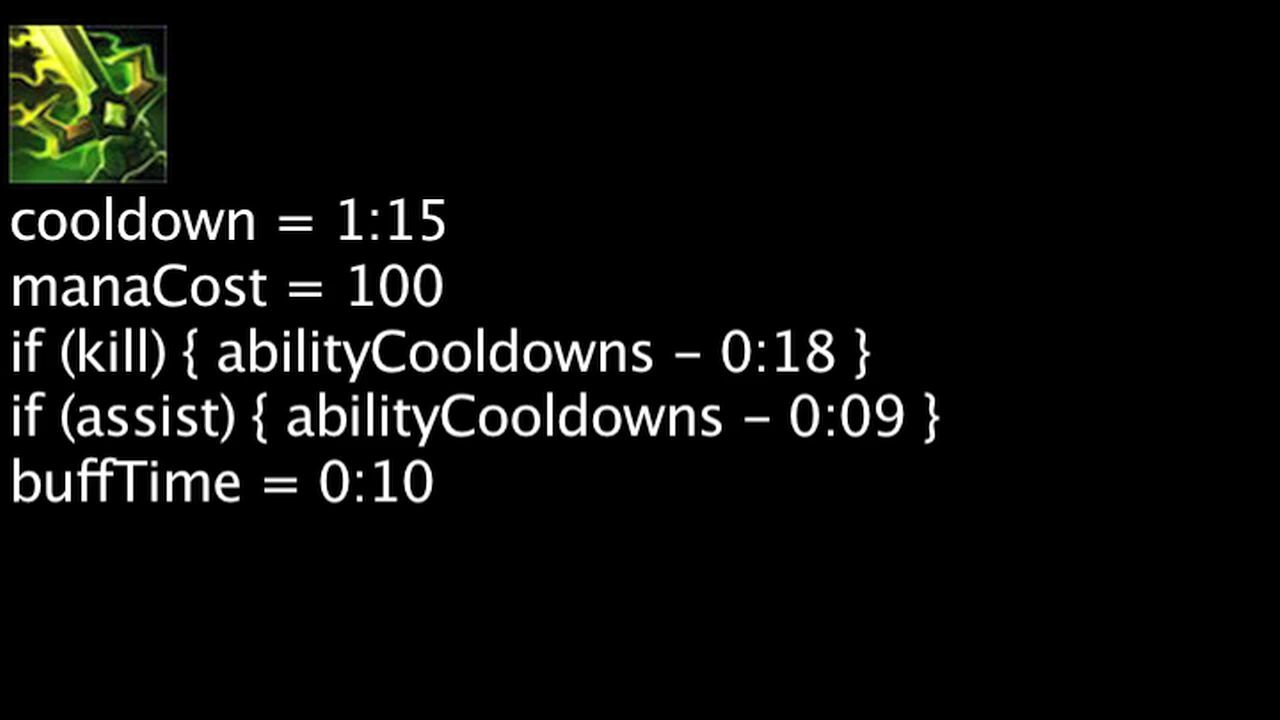 cooldown = 1:15
manaCost = 100
if (kill) { abilityCooldowns – 0:18 }
if (assist) { abilityCooldowns – 0:09 }
buffTime = 0:10